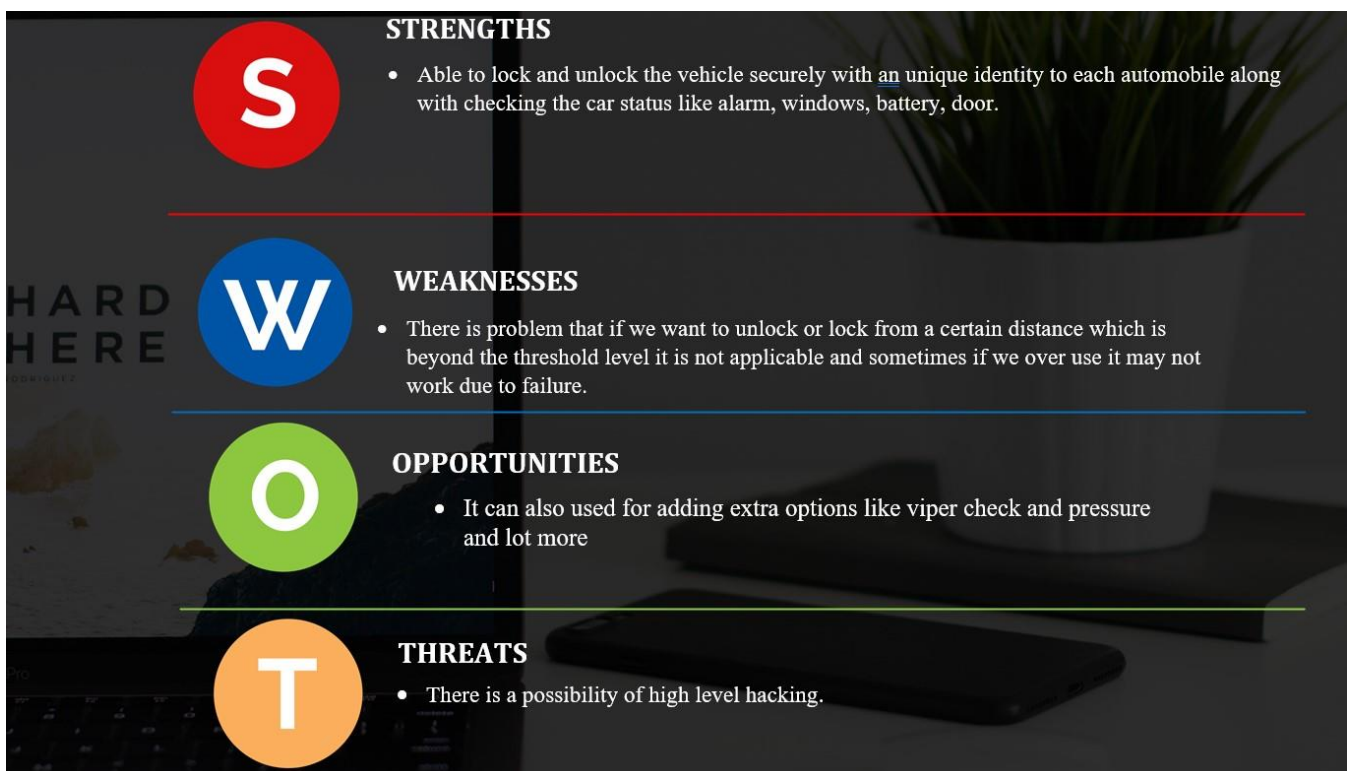 S
STRENGTHS
• Able to lock and unlock the vehicle securely with an unique identity to each automobile along
with checking the car status like alarm, windows, battery, door.
W
WEAKNESSES
• There is problem that if we want to unlock or lock from a certain distance which is
beyond the threshold level it is not applicable and sometimes if we over use it may not
work due to failure.
HARD
HERE
O
OPPORTUNITIES
• It can also used for adding extra options like viper check and pressure
and lot more
T
THREATS
• There is a possibility of high level hacking.
Pro